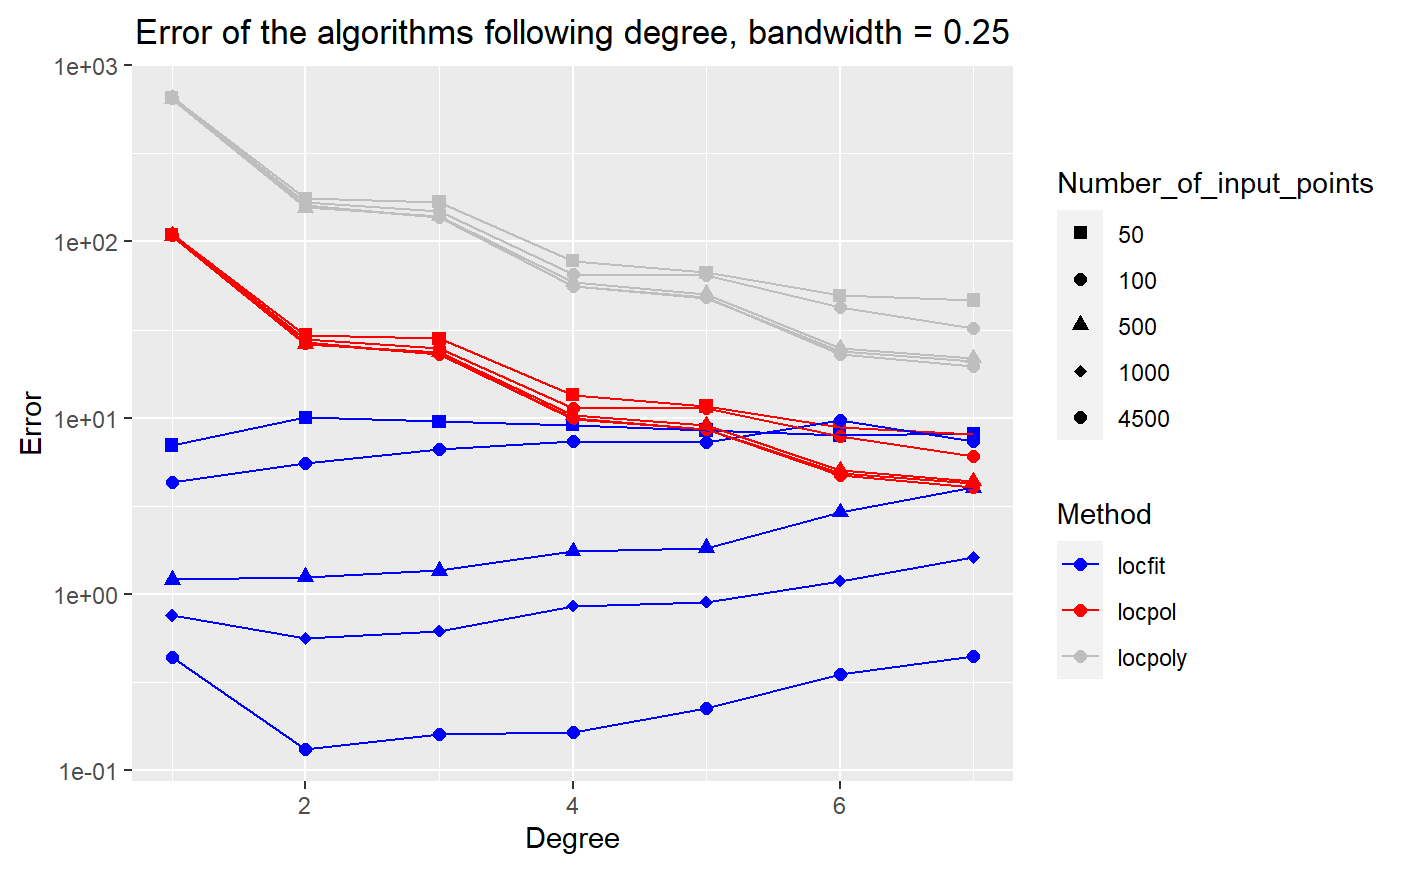 Error of the algorithms following degree, bandwidth = 0.25
1e+03
1e+02
1e+01
1e+00
1e-01
Error
2
4
6
Degree
Number_of_input_points
50
100
500
1000
4500
Method
locfit
locpol
locpoly